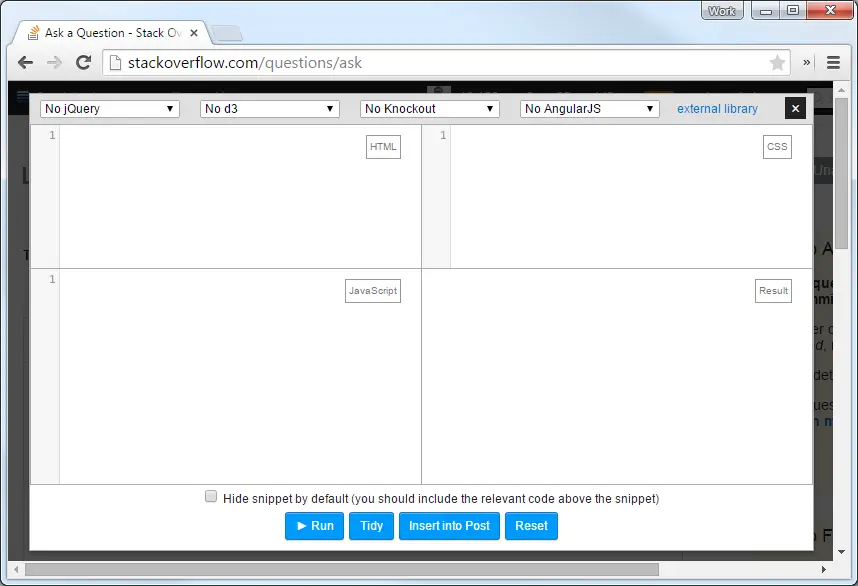 Work
Ask a Question - Stack Ov
stackoverflow.com/questions/ask
»
No jQuery No d3 No Knockout No AngularJS external library
1 HTML 1 CSS
1 JavaScript Result
Hide snippet by default (you should include the relevant code above the snippet)
Run Tidy Insert into Post Reset